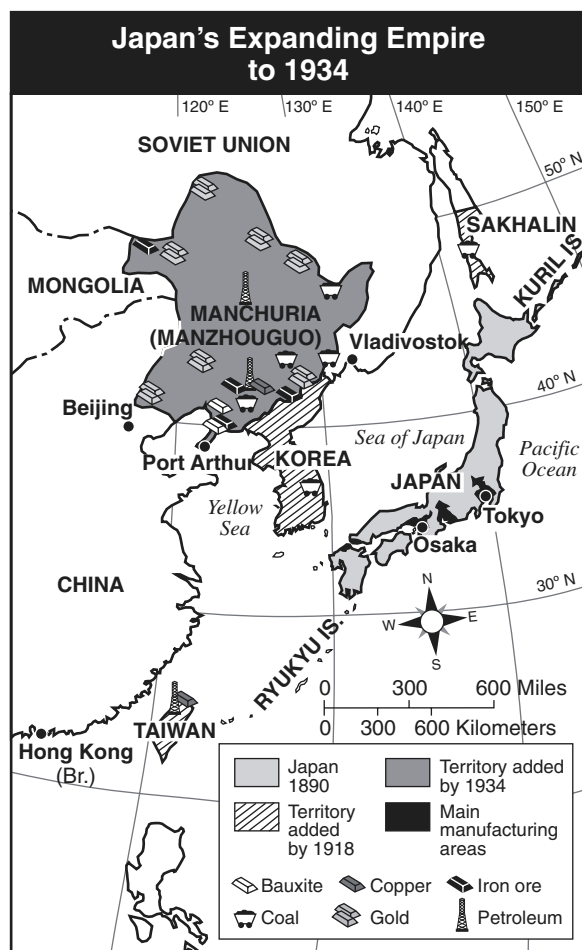 Japan's Expanding Empire
to 1934
120° E
130° E
140° E
150° E
SOVIET UNION
50° N
SAKHALIN
KURIL IS.
MONGOLIA
MANCHURIA
(MANZHOUGUO)
Vladivostok
40° N
Beijing
Port Arthur
KOREA
Sea of Japan
Pacific
Ocean
JAPAN
Tokyo
Yellow
Sea
Osaka
CHINA
30° N
N
W
E
S
RYUKYU IS.
0 300 600 Miles
0 300 600 Kilometers
TAIWAN
Hong Kong
(Br.)
Japan
1890
Territory added
by 1934
Territory
added
by 1918
Main
manufacturing
areas
Bauxite
Copper
Iron ore
Coal
Gold
Petroleum